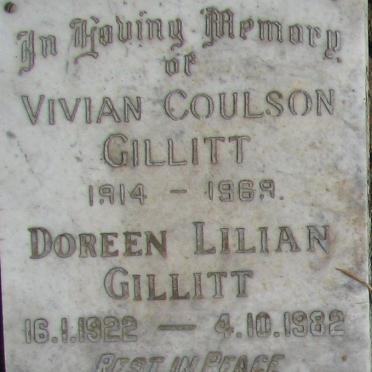 In Loving Memory
of
VIVIAN COULSON
GILLITT
1914 - 1969.
DOREEN LILIAN
GILLITT
16.1.1922 — 4.10.1982
REST IN PEACE